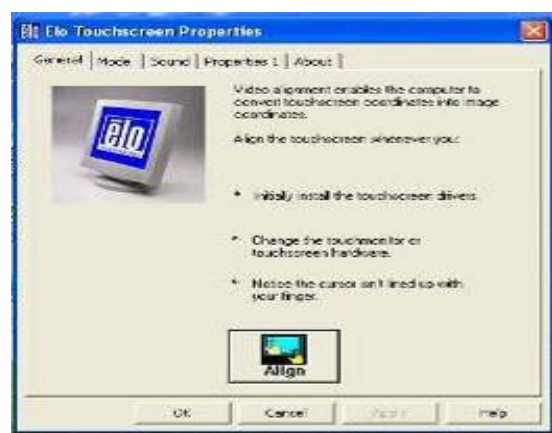 Elo Touchscreen Properties
General Mode Sound Properties 1 About
Video alignment enables the computer to
convert touchscreen coordinates into image
coordinates.
Align the touchscreen whenever you:
* Initially install the touchscreen drivers.
* Change the touchmonitor or
touchscreen hardware.
* Notice the cursor isn't lined up with
your finger.
elo
Align
OK Cancel Apply Help